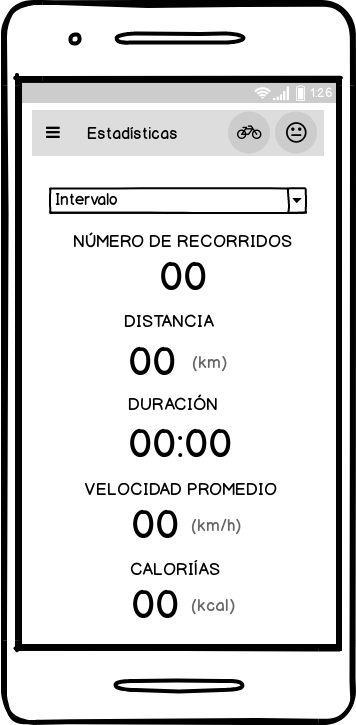 1:26
Estadísticas
Intervalo
NÚMERO DE RECORRIDOS
00
DISTANCIA
00 (km)
DURACIÓN
00:00
VELOCIDAD PROMEDIO
00 (km/h)
CALORIÍAS
00 (kcal)